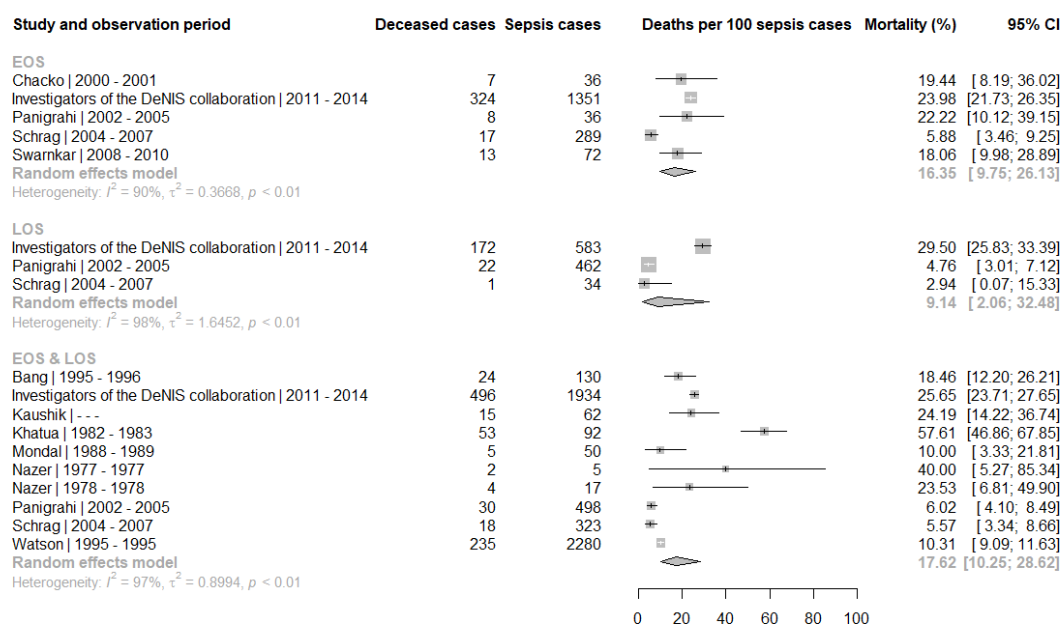 Study and observation period Deceased cases Sepsis cases Deaths per 100 sepsis cases Mortality (%) 95% CI
EOS
Chacko | 2000 - 2001 7 36 19.44 [ 8.19; 36.02]
Investigators of the DeNIS collaboration | 2011 - 2014 324 1351 23.98 [21.73; 26.35]
Panigrahi | 2002 - 2005 8 36 22.22 [10.12; 39.15]
Schrag | 2004 - 2007 17 289 5.88 [ 3.46; 9.25]
Swarnkar | 2008 - 2010 13 72 18.06 [ 9.98; 28.89]
Random effects model 16.35 [ 9.75; 26.13]
Heterogeneity: I² = 90%, τ² = 0.3668, p < 0.01
LOS
Investigators of the DeNIS collaboration | 2011 - 2014 172 583 29.50 [25.83; 33.39]
Panigrahi | 2002 - 2005 22 462 4.76 [ 3.01; 7.12]
Schrag | 2004 - 2007 1 34 2.94 [ 0.07; 15.33]
Random effects model 9.14 [ 2.06; 32.48]
Heterogeneity: I² = 98%, τ² = 1.6452, p < 0.01
EOS & LOS
Bang | 1995 - 1996 24 130 18.46 [12.20; 26.21]
Investigators of the DeNIS collaboration | 2011 - 2014 496 1934 25.65 [23.71; 27.65]
Kaushik | - - - 15 62 24.19 [14.22; 36.74]
Khatua | 1982 - 1983 53 92 57.61 [46.86; 67.85]
Mondal | 1988 - 1989 5 50 10.00 [ 3.33; 21.81]
Nazer | 1977 - 1977 2 5 40.00 [ 5.27; 85.34]
Nazer | 1978 - 1978 4 17 23.53 [ 6.81; 49.90]
Panigrahi | 2002 - 2005 30 498 6.02 [ 4.10; 8.49]
Schrag | 2004 - 2007 18 323 5.57 [ 3.34; 8.66]
Watson | 1995 - 1995 235 2280 10.31 [ 9.09; 11.63]
Random effects model 17.62 [10.25; 28.62]
Heterogeneity: I² = 97%, τ² = 0.8994, p < 0.01
0 20 40 60 80 100